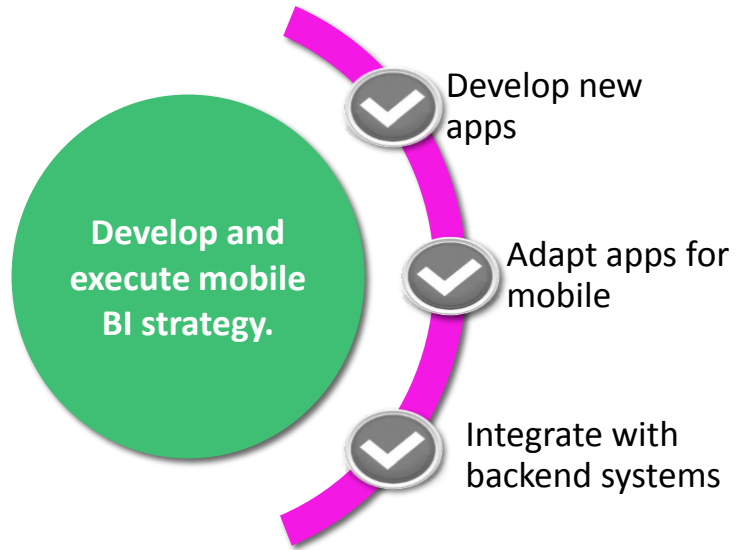 Develop and
execute mobile
BI strategy.
Develop new
apps
Adapt apps for
mobile
Integrate with
backend systems